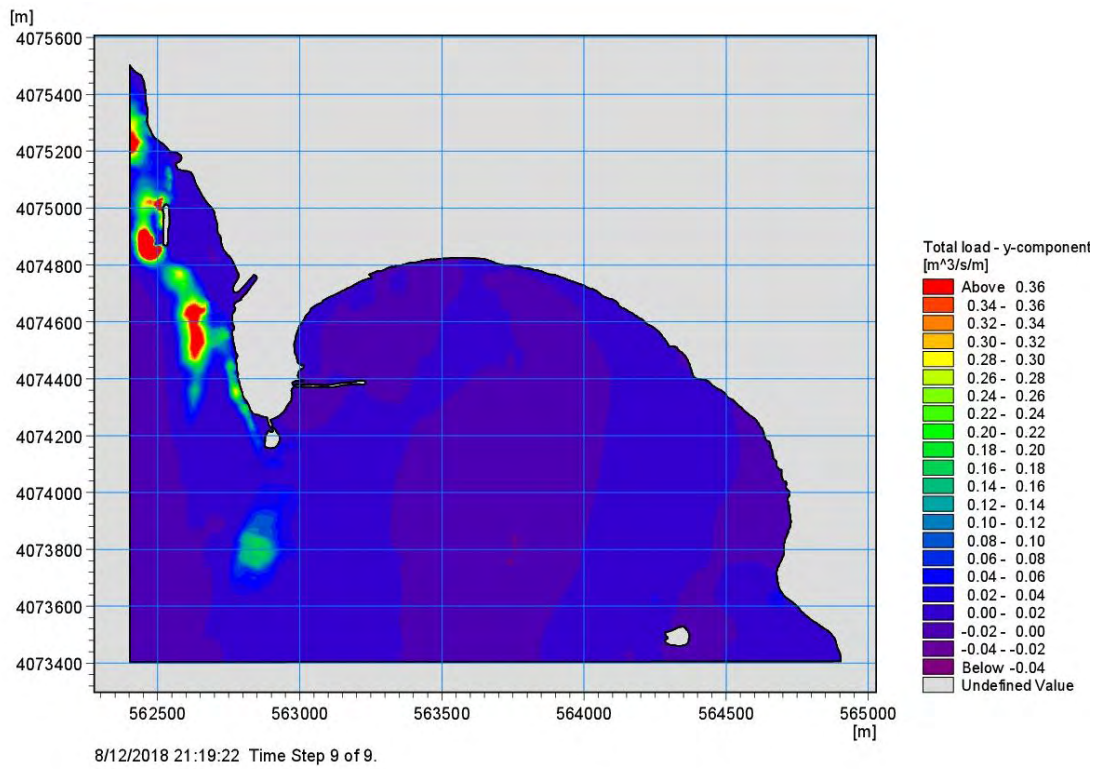 [m]
4075600
4075400
4075200
4075000
4074800
4074600
4074400
4074200
4074000
4073800
4073600
4073400
562500 563000 563500 564000 564500 565000
[m]
8/12/2018 21:19:22 Time Step 9 of 9.
Total load - y-component
[m^3/s/m]
Above 0.36
0.34 - 0.36
0.32 - 0.34
0.30 - 0.32
0.28 - 0.30
0.26 - 0.28
0.24 - 0.26
0.22 - 0.24
0.20 - 0.22
0.18 - 0.20
0.16 - 0.18
0.14 - 0.16
0.12 - 0.14
0.10 - 0.12
0.08 - 0.10
0.06 - 0.08
0.04 - 0.06
0.02 - 0.04
0.00 - 0.02
-0.02 - 0.00
-0.04 - -0.02
Below -0.04
Undefined Value